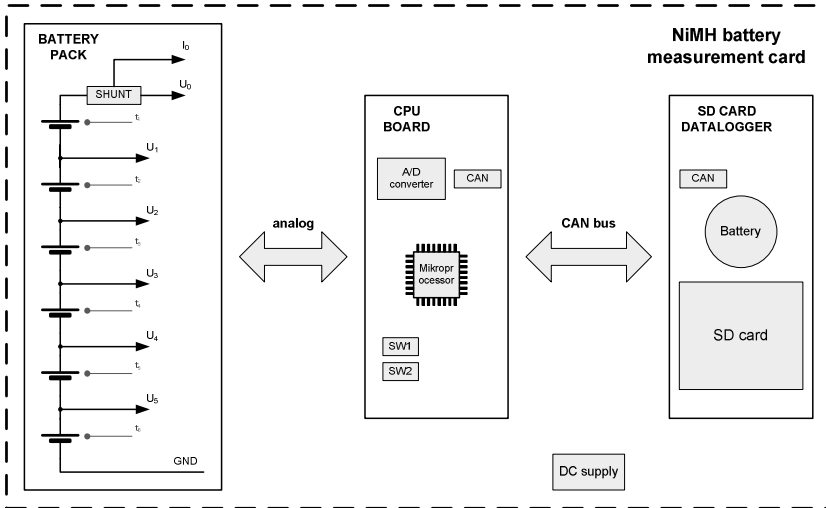 BATTERY
PACK
I0
U0
SHUNT
t1
U1
t2
U2
t3
U3
t4
U4
t5
U5
t6
GND
analog
CPU
BOARD
A/D
converter
CAN
Mikropr
ocessor
SW1
SW2
CAN bus
NiMH battery
measurement card
SD CARD
DATALOGGER
CAN
Battery
SD card
DC supply